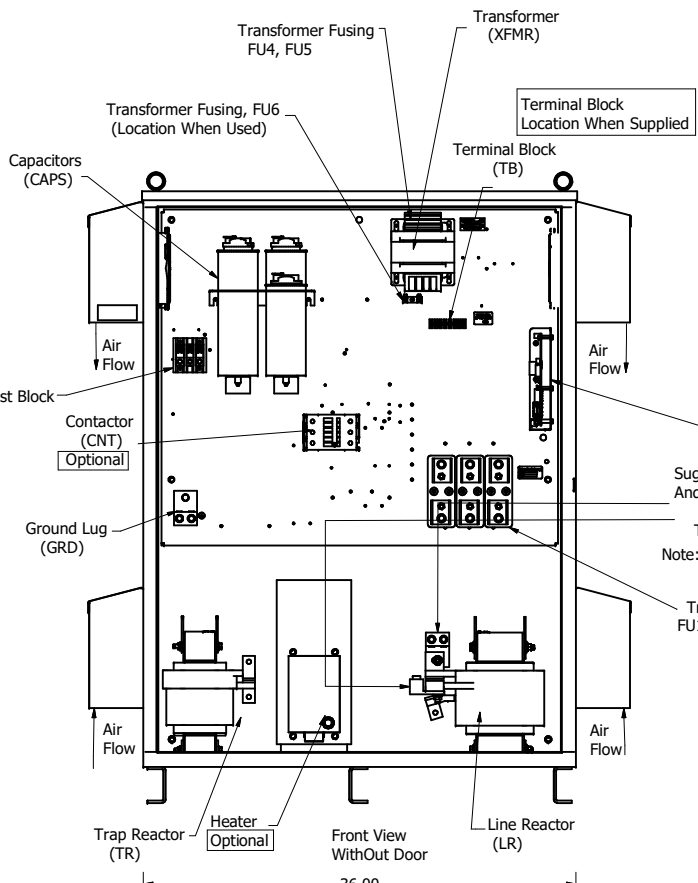 Transformer
(XFMR)
Transformer Fusing
FU4, FU5
Terminal Block
Location When Supplied
Transformer Fusing, FU6
(Location When Used)
Terminal Block
(TB)
Capacitors
(CAPS)
Air
Flow
Air
Flow
st Block
Contactor
(CNT)
Optional
Sug
And
Ground Lug
(GRD)
T
Note:
Tr
FU
Air
Flow
Air
Flow
Trap Reactor
(TR)
Heater
Optional
Front View
WithOut Door
Line Reactor
(LR)